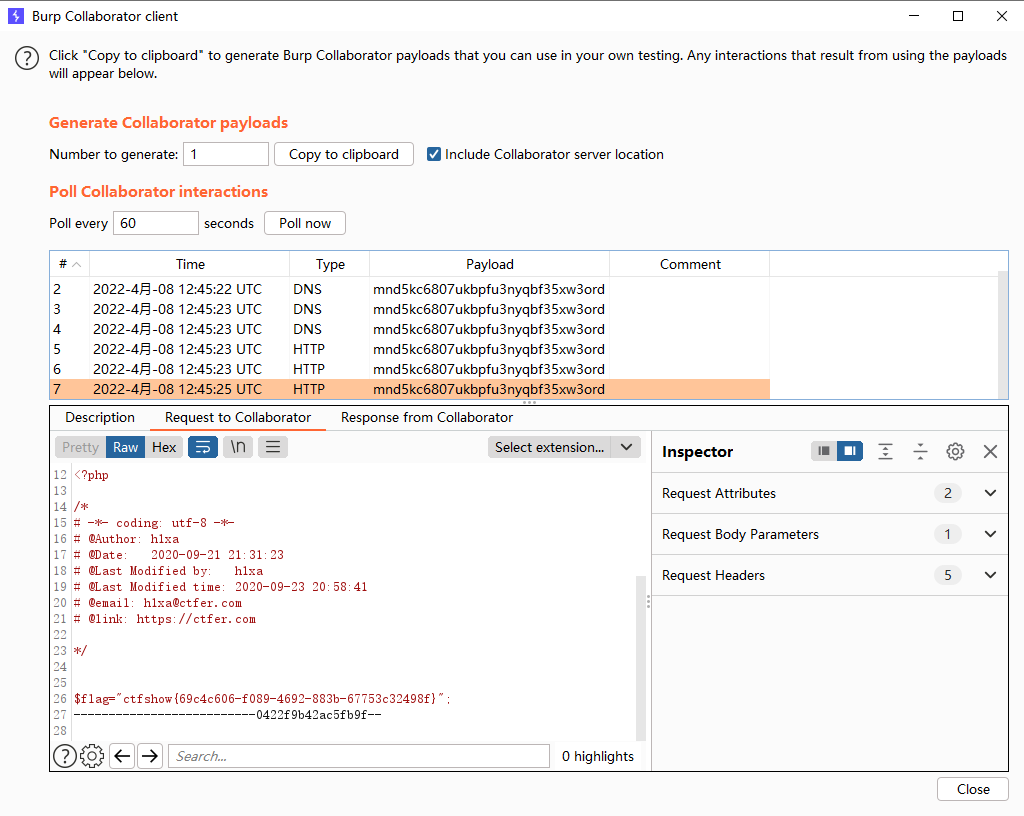 Burp Collaborator client
Click "Copy to clipboard" to generate Burp Collaborator payloads that you can use in your own testing. Any interactions that result from using the payloads
will appear below.
Generate Collaborator payloads
Number to generate: 1 Copy to clipboard Include Collaborator server location
Poll Collaborator interactions
Poll every 60 seconds Poll now
# Time Type Payload Comment
2 2022-4月-08 12:45:22 UTC DNS mnd5kc6807ukbpfu3nyqbf35xw3ord
3 2022-4月-08 12:45:23 UTC DNS mnd5kc6807ukbpfu3nyqbf35xw3ord
4 2022-4月-08 12:45:23 UTC DNS mnd5kc6807ukbpfu3nyqbf35xw3ord
5 2022-4月-08 12:45:23 UTC HTTP mnd5kc6807ukbpfu3nyqbf35xw3ord
6 2022-4月-08 12:45:23 UTC HTTP mnd5kc6807ukbpfu3nyqbf35xw3ord
7 2022-4月-08 12:45:25 UTC HTTP mnd5kc6807ukbpfu3nyqbf35xw3ord
Description Request to Collaborator Response from Collaborator
Pretty Raw Hex \n Select extension...
12 <?php
13
14 /*
15 # -*- coding: utf-8 -*-
16 # @Author: h1xa
17 # @Date:   2020-09-21 21:31:23
18 # @Last Modified by:   h1xa
19 # @Last Modified time: 2020-09-23 20:58:41
20 # @email: h1xa@ctfer.com
21 # @link: https://ctfer.com
22
23 */
24
25
26 $flag="ctfshow{69c4c606-f089-4692-883b-67753c32498f}";
27 --------------------------0422f9b42ac5fb9f--
28
Search... 0 highlights
Inspector
Request Attributes 2
Request Body Parameters 1
Request Headers 5
Close